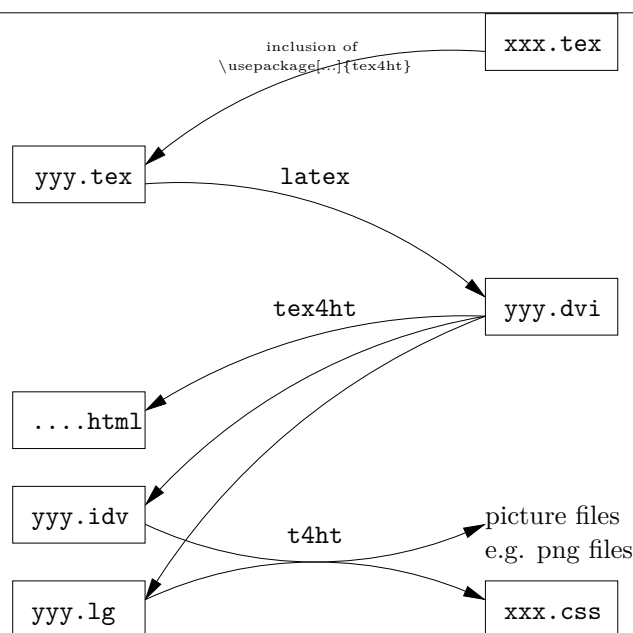 inclusion of
\usepackage[...]{tex4ht}
xxx.tex
yyy.tex
latex
yyy.dvi
tex4ht
....html
yyy.idv
t4ht
picture files
e.g. png files
yyy.lg
xxx.css